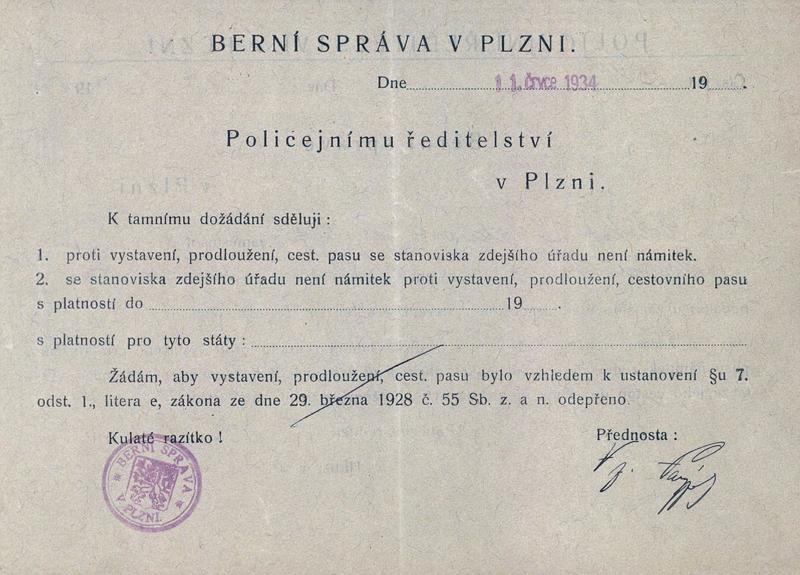 BERNÍ SPRÁVA V PLZNI.
Dne 11. čvce 1934 19 .
Policejnímu ředitelství
v Plzni.
K tamnímu dožádání sděluji :
1. proti vystavení, prodloužení, cest. pasu se stanoviska zdejšího úřadu není námitek.
2. se stanoviska zdejšího úřadu není námitek proti vystavení, prodloužení, cestovního pasu
s platností do 19 .
s platností pro tyto státy :
Žádám, aby vystavení, prodloužení, cest. pasu bylo vzhledem k ustanovení §u 7.
odst. 1., litera e, zákona ze dne 29. března 1928 č. 55 Sb. z. a n. odepřeno.
Kulaté razítko !
Přednosta :
BERNÍ SPRÁVA
V PLZNI.